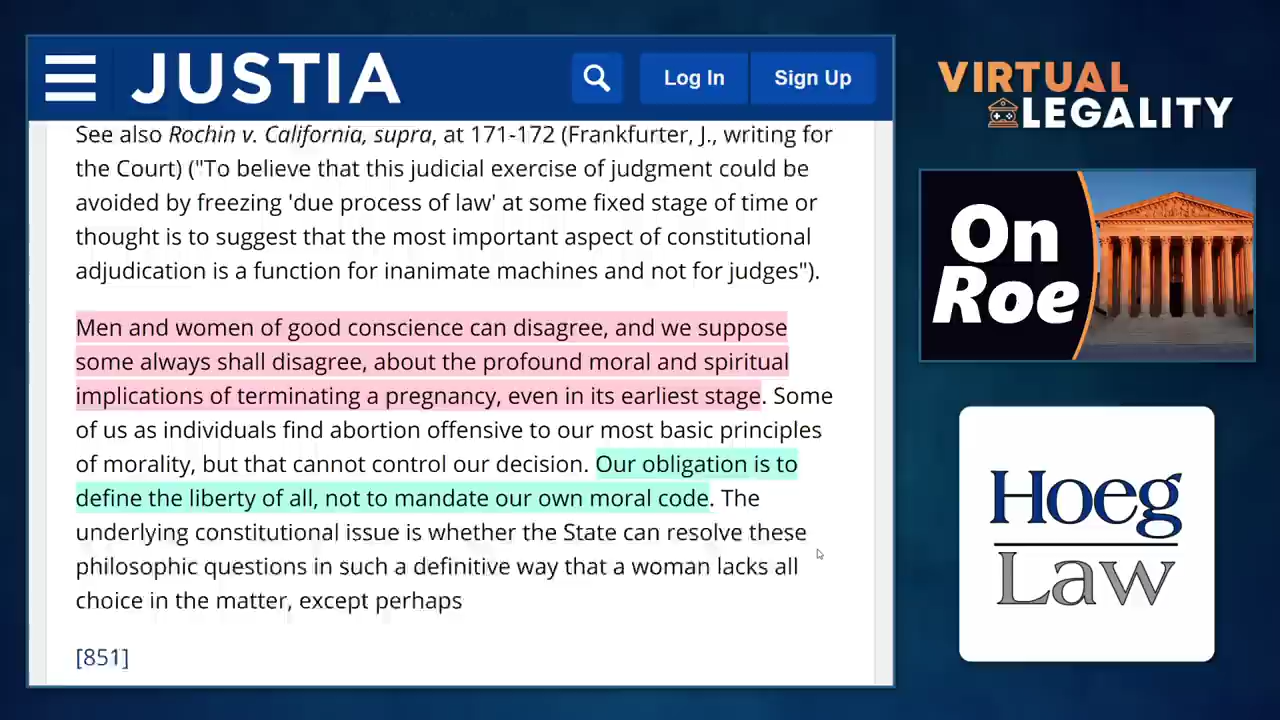 JUSTIA
Log In
Sign Up
See also Rochin v. California, supra, at 171-172 (Frankfurter, J., writing for
the Court) ("To believe that this judicial exercise of judgment could be
avoided by freezing 'due process of law' at some fixed stage of time or
thought is to suggest that the most important aspect of constitutional
adjudication is a function for inanimate machines and not for judges").
Men and women of good conscience can disagree, and we suppose
some always shall disagree, about the profound moral and spiritual
implications of terminating a pregnancy, even in its earliest stage. Some
of us as individuals find abortion offensive to our most basic principles
of morality, but that cannot control our decision. Our obligation is to
define the liberty of all, not to mandate our own moral code. The
underlying constitutional issue is whether the State can resolve these
philosophic questions in such a definitive way that a woman lacks all
choice in the matter, except perhaps
[851]
VIRTUAL
LEGALITY
On
Roe
Hoeg
Law